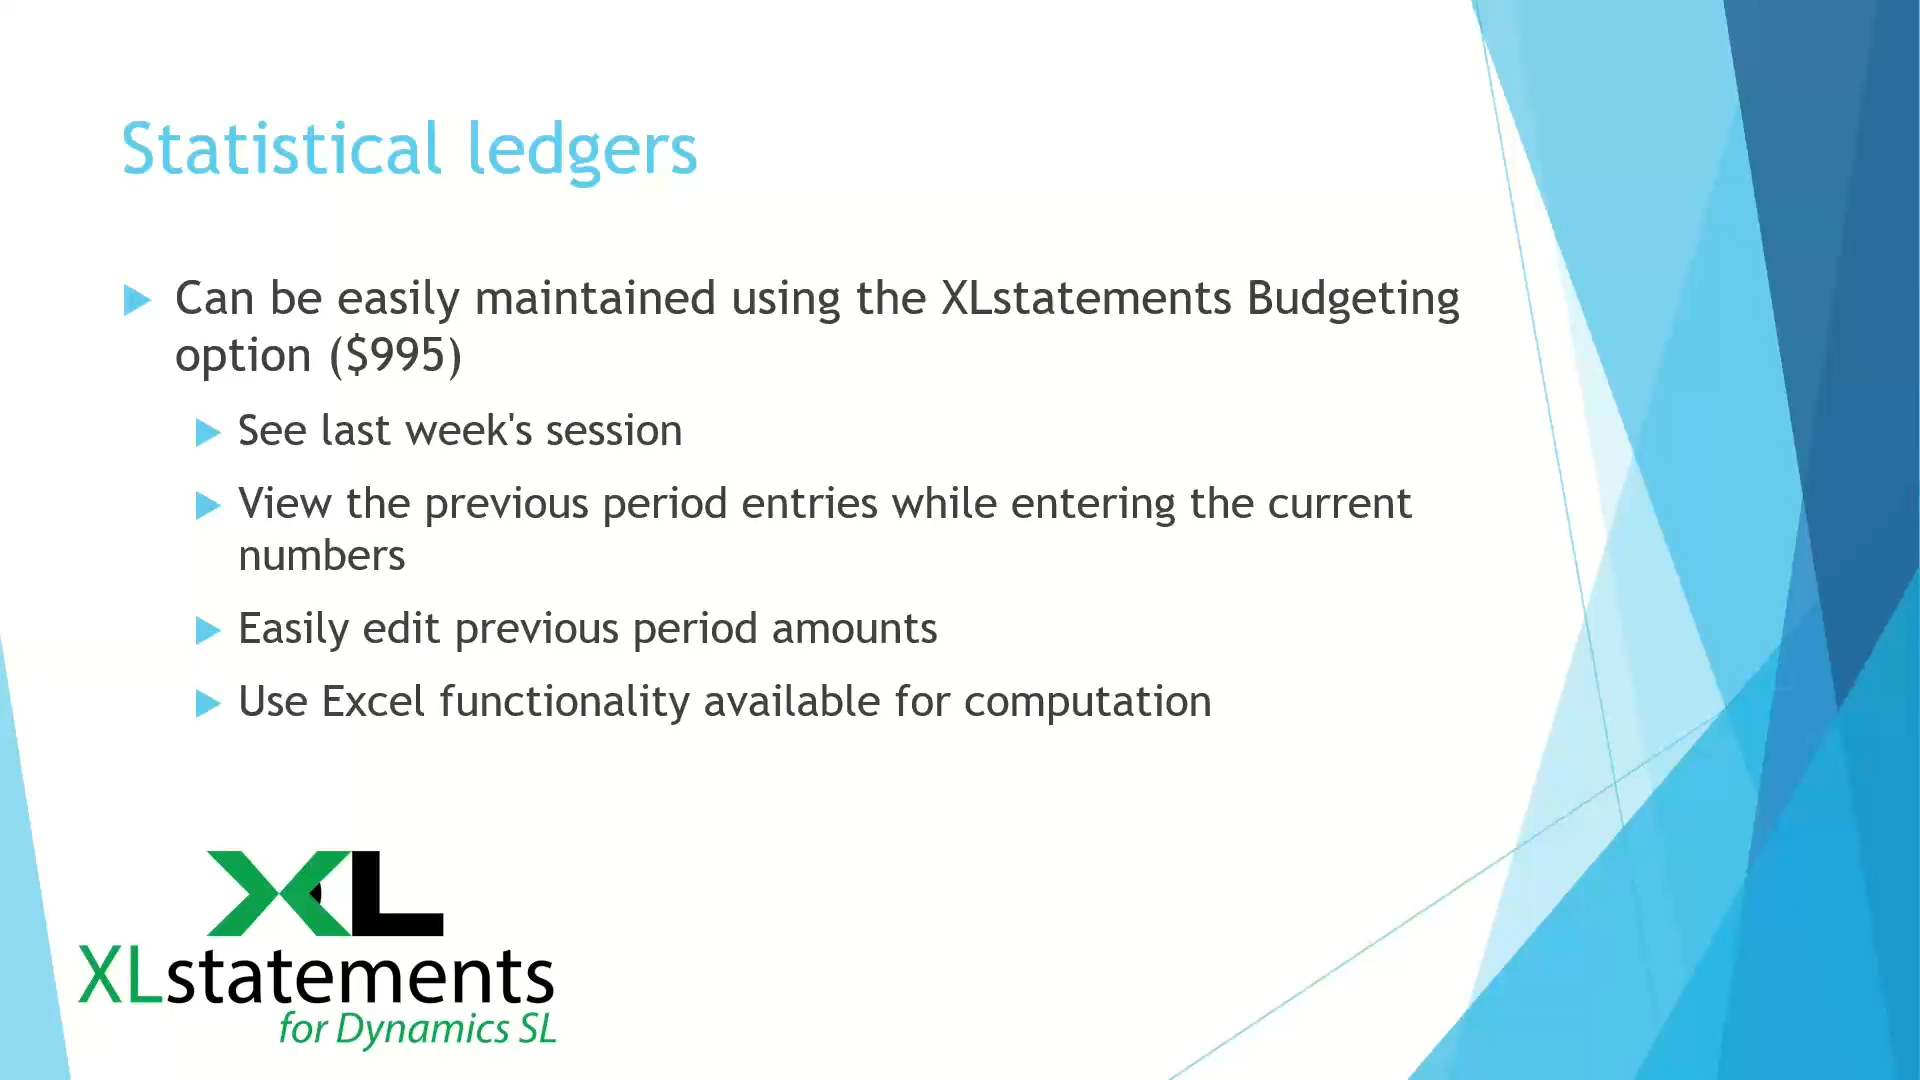 Statistical ledgers
Can be easily maintained using the XLstatements Budgeting
option ($995)
See last week's session
View the previous period entries while entering the current
numbers
Easily edit previous period amounts
Use Excel functionality available for computation
XL
XLstatements
for Dynamics SL